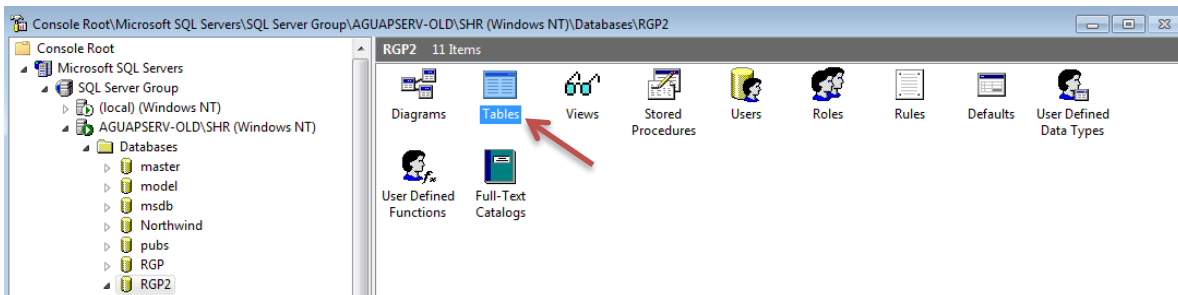 Console Root\Microsoft SQL Servers\SQL Server Group\AGUAPSERV-OLD\SHR (Windows NT)\Databases\RGP2
Console Root
Microsoft SQL Servers
SQL Server Group
(local) (Windows NT)
AGUAPSERV-OLD\SHR (Windows NT)
Databases
master
model
msdb
Northwind
pubs
RGP
RGP2
RGP2 11 Items
Diagrams
Tables
Views
Stored
Procedures
Users
Roles
Rules
Defaults
User Defined
Data Types
User Defined
Functions
Full-Text
Catalogs